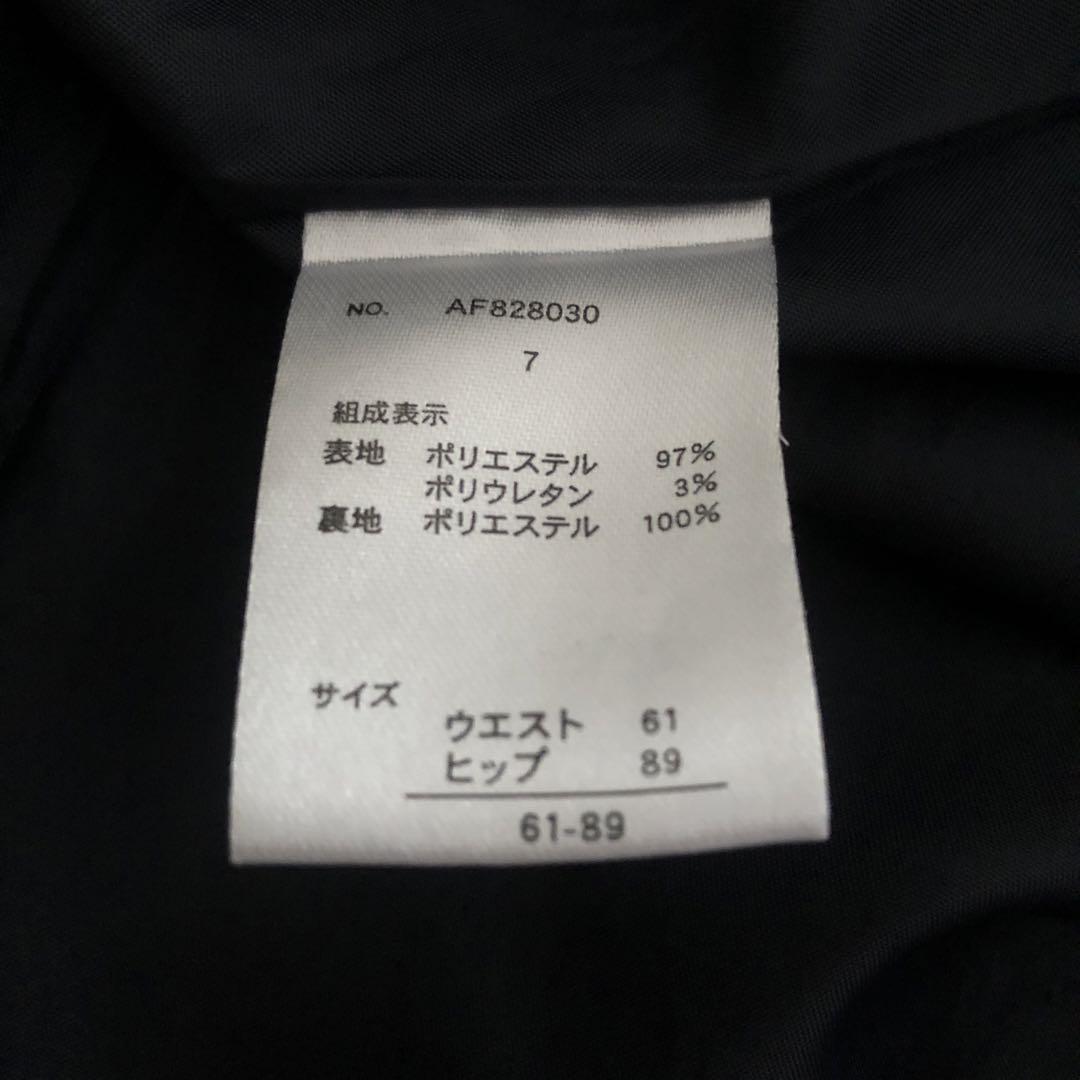 NO. AF828030
7
組成表示
表地 ポリエステル 97%
ポリウレタン 3%
裏地 ポリエステル 100%
サイズ
ウエスト 61
ヒップ 89
61-89